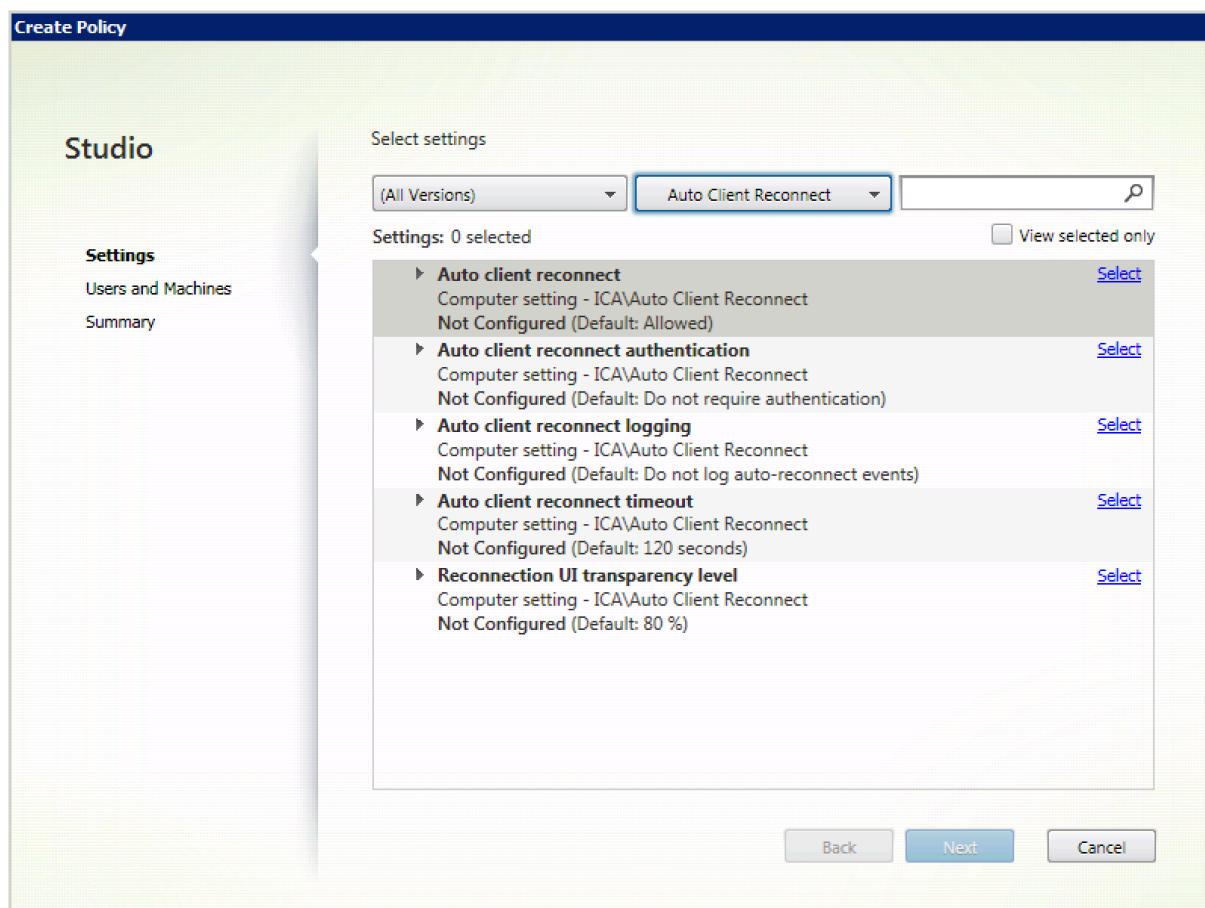 Create Policy
Studio
Settings
Users and Machines
Summary
Select settings
(All Versions)
Auto Client Reconnect
Settings: 0 selected
View selected only
Auto client reconnect
Select
Computer setting - ICA\Auto Client Reconnect
Not Configured (Default: Allowed)
Auto client reconnect authentication
Select
Computer setting - ICA\Auto Client Reconnect
Not Configured (Default: Do not require authentication)
Auto client reconnect logging
Select
Computer setting - ICA\Auto Client Reconnect
Not Configured (Default: Do not log auto-reconnect events)
Auto client reconnect timeout
Select
Computer setting - ICA\Auto Client Reconnect
Not Configured (Default: 120 seconds)
Reconnection UI transparency level
Select
Computer setting - ICA\Auto Client Reconnect
Not Configured (Default: 80 %)
Back
Next
Cancel